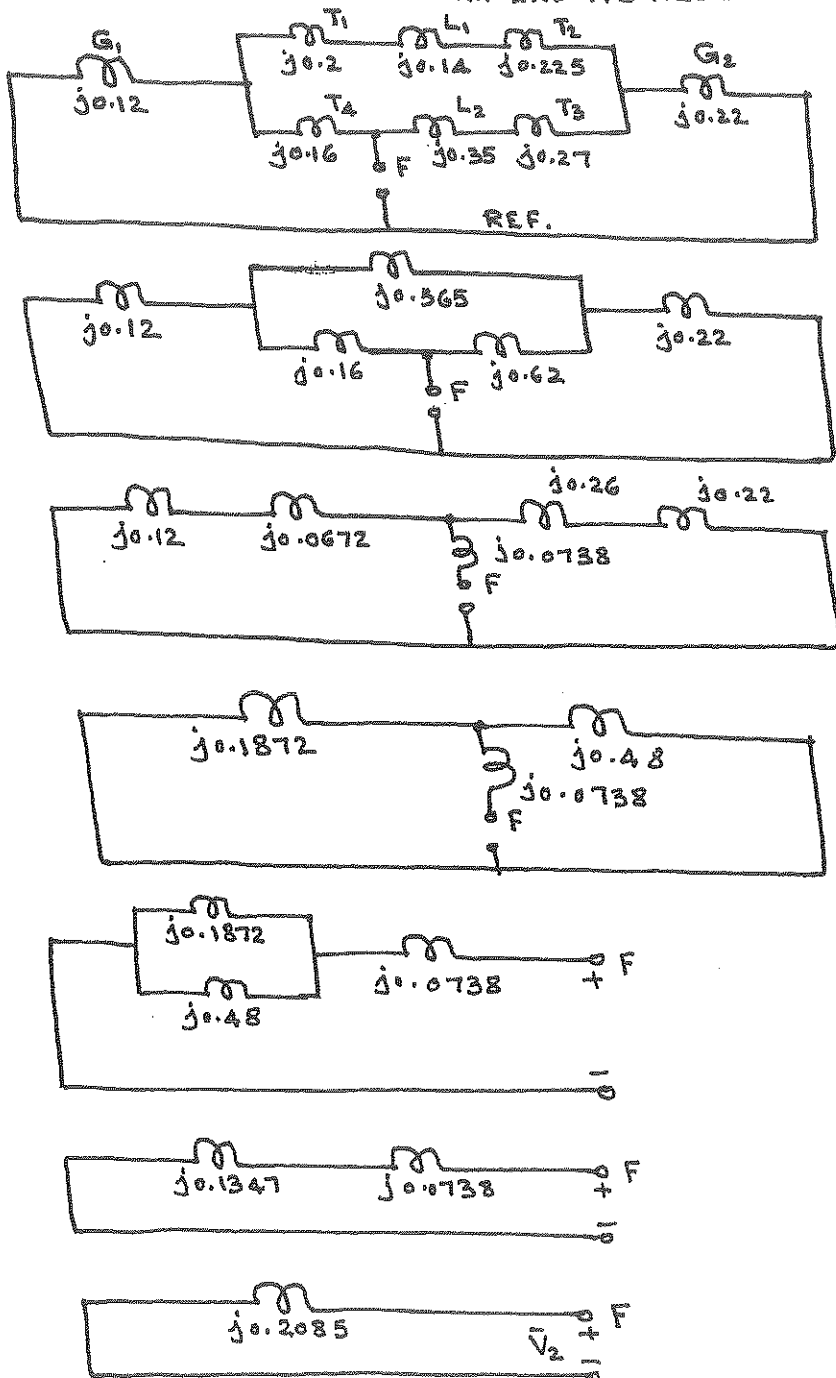 T₁ L₁ T₂
G₁ j0.2 j0.14 j0.225 G₂
j0.12 T₄ L₂ T₃ j0.22
j0.16 F j0.35 j0.27
REF.
j0.565
j0.12 j0.22
j0.16 F j0.62
j0.26 j0.22
j0.12 j0.0672 j0.0738
F
j0.1872 j0.48
j0.0738
F
j0.1872
j0.0738 F
+
j0.48
-
j0.1347 j0.0738 F
+
-
j0.2085 F
+
V̄₂
-